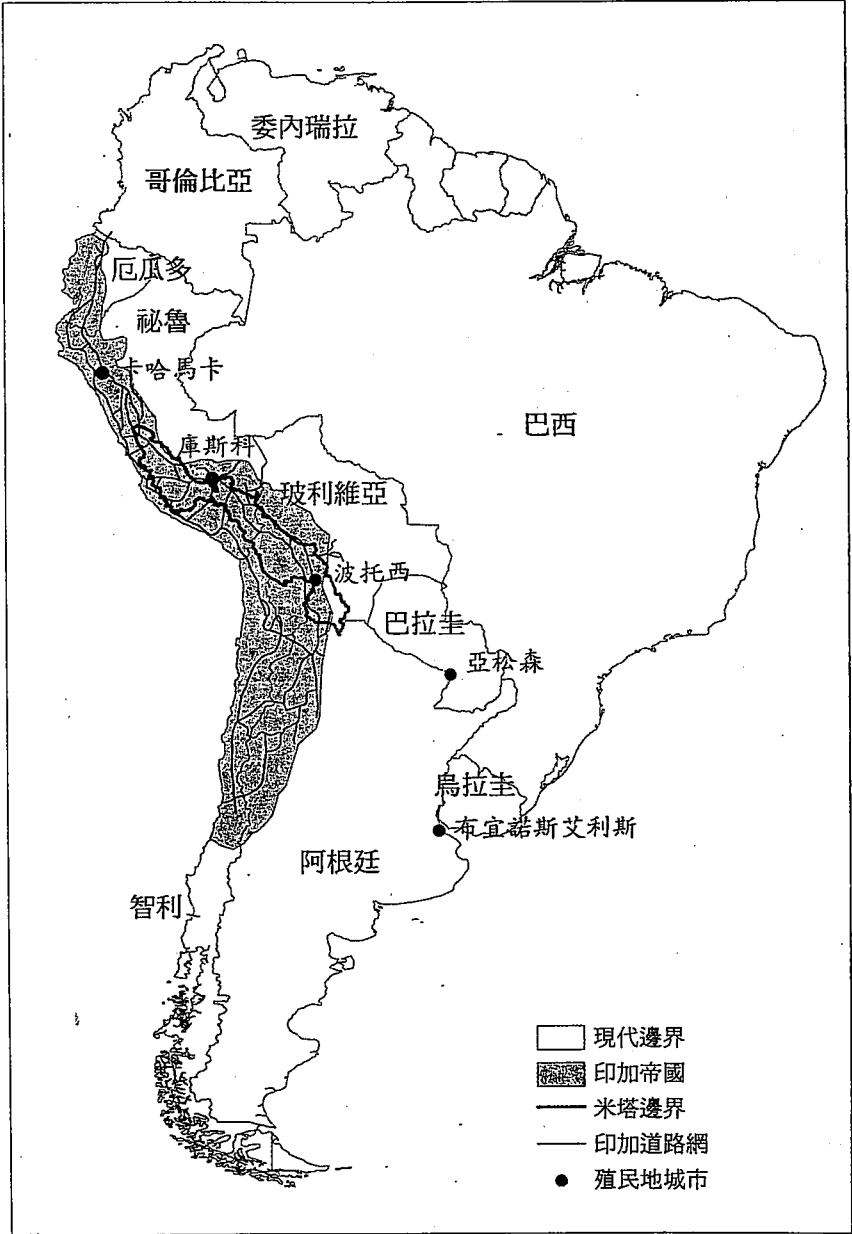 委內瑞拉
哥倫比亞
厄瓜多
祕魯
卡哈馬卡
巴西
庫斯科
玻利維亞
波托西
巴拉圭
亞松森
烏拉圭
布宜諾斯艾利斯
阿根廷
智利
現代邊界
印加帝國
米塔邊界
印加道路網
殖民地城市